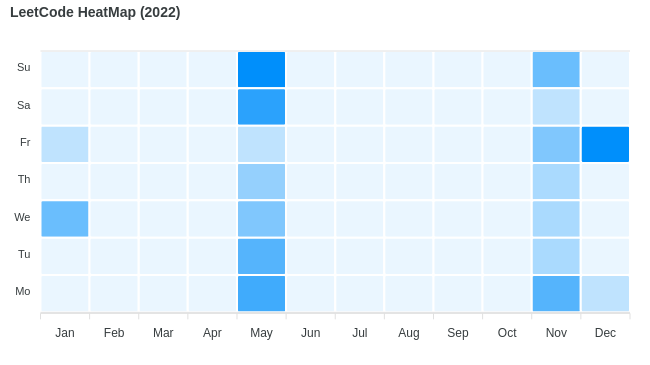 LeetCode HeatMap (2022)
Su
Sa
Fr
Th
We
Tu
Mo
Jan Feb Mar Apr May Jun Jul Aug Sep Oct Nov Dec